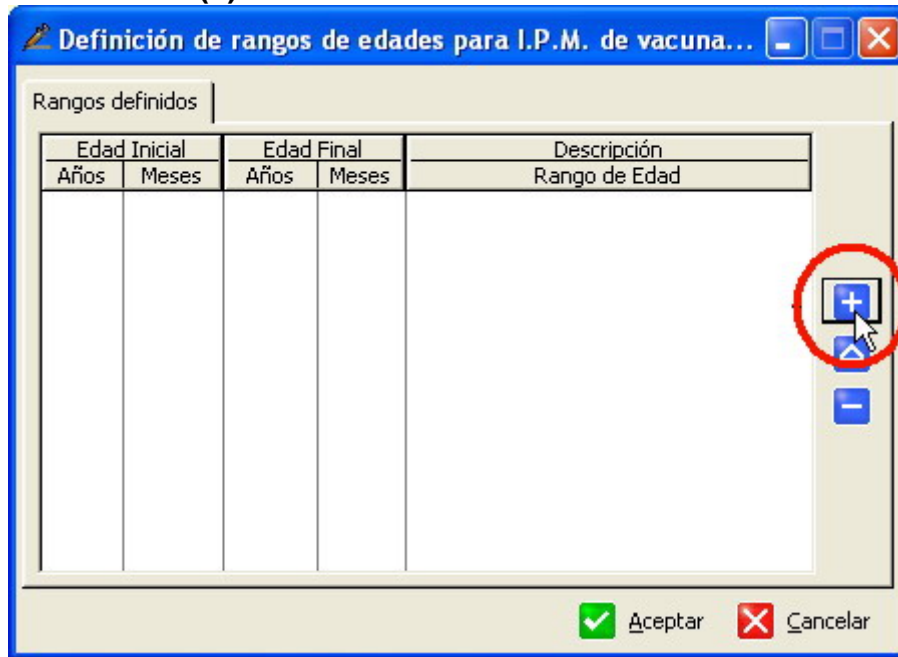 Definición de rangos de edades para I.P.M. de vacuna...
Rangos definidos
Edad Inicial Edad Final Descripción
Años Meses Años Meses Rango de Edad
Aceptar Cancelar